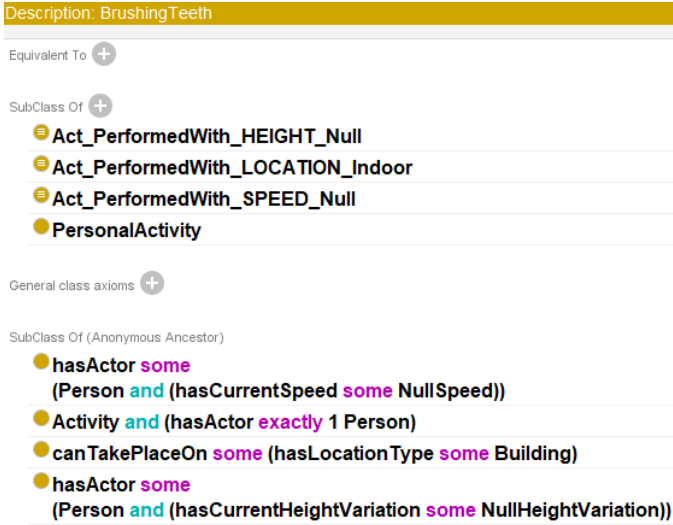 Description: BrushingTeeth
Equivalent To
SubClass Of
Act_PerformedWith_HEIGHT_Null
Act_PerformedWith_LOCATION_Indoor
Act_PerformedWith_SPEED_Null
PersonalActivity
General class axioms
SubClass Of (Anonymous Ancestor)
hasActor some
(Person and (hasCurrentSpeed some NullSpeed))
Activity and (hasActor exactly 1 Person)
canTakePlaceOn some (hasLocationType some Building)
hasActor some
(Person and (hasCurrentHeightVariation some NullHeightVariation))